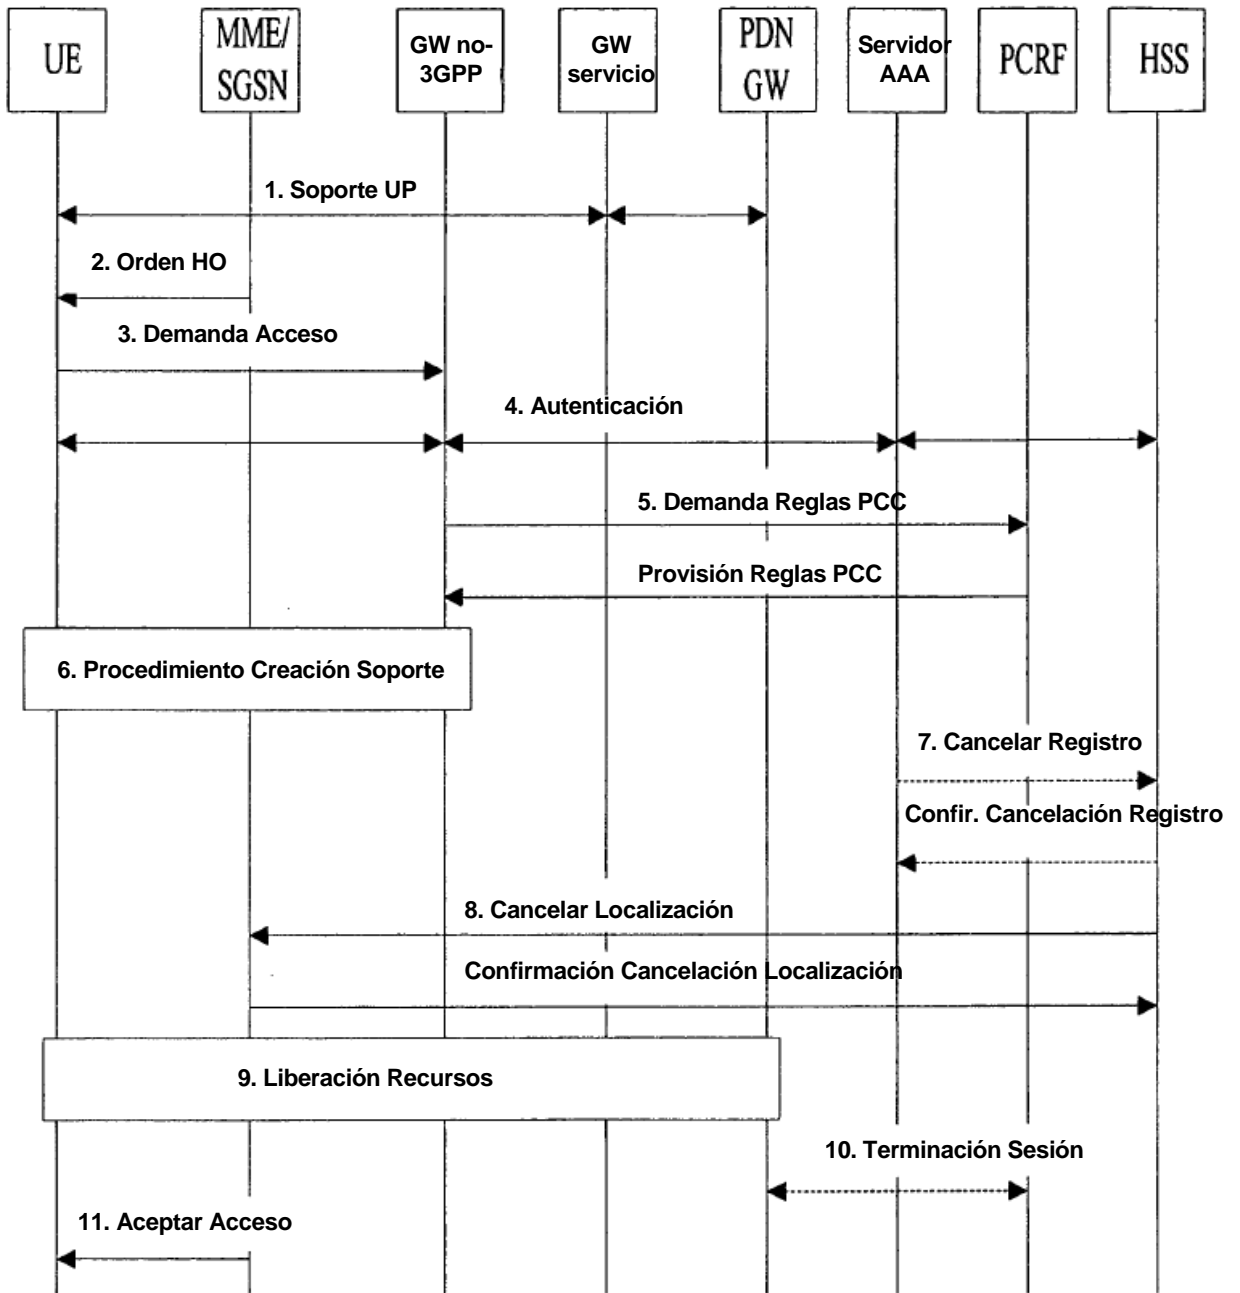 UE
MME/
SGSN
GW no-
3GPP
GW
servicio
PDN
GW
Servidor
AAA
PCRF
HSS
1. Soporte UP
2. Orden HO
3. Demanda Acceso
4. Autenticación
5. Demanda Reglas PCC
Provisión Reglas PCC
6. Procedimiento Creación Soporte
7. Cancelar Registro
Confir. Cancelación Registro
8. Cancelar Localización
Confirmación Cancelación Localización
9. Liberación Recursos
10. Terminación Sesión
11. Aceptar Acceso